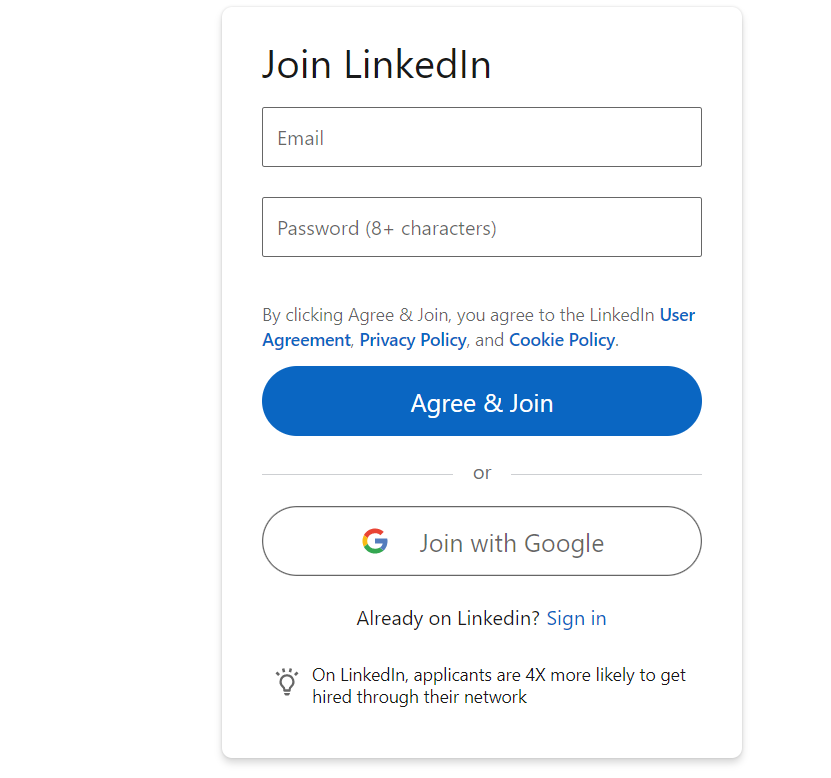 Join LinkedIn
Email
Password (8+ characters)
By clicking Agree & Join, you agree to the LinkedIn User
Agreement, Privacy Policy, and Cookie Policy.
Agree & Join
or
Join with Google
Already on Linkedin? Sign in
On LinkedIn, applicants are 4X more likely to get
hired through their network